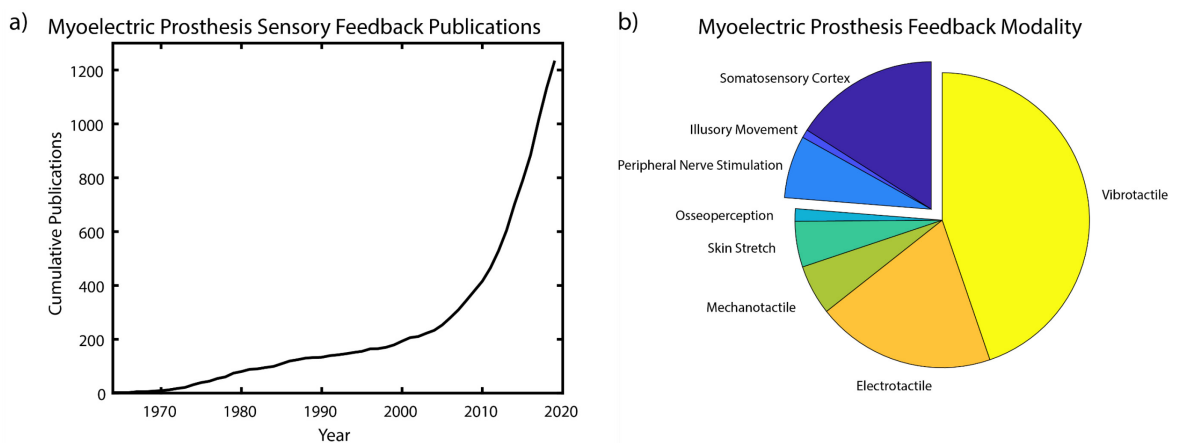 a)
Myoelectric Prosthesis Sensory Feedback Publications
1200
1000
800
600
400
200
0
Cumulative Publications
1970 1980 1990 2000 2010 2020
Year
b)
Myoelectric Prosthesis Feedback Modality
Somatosensory Cortex
Illusory Movement
Peripheral Nerve Stimulation
Osseoperception
Skin Stretch
Mechanotactile
Electrotactile
Vibrotactile